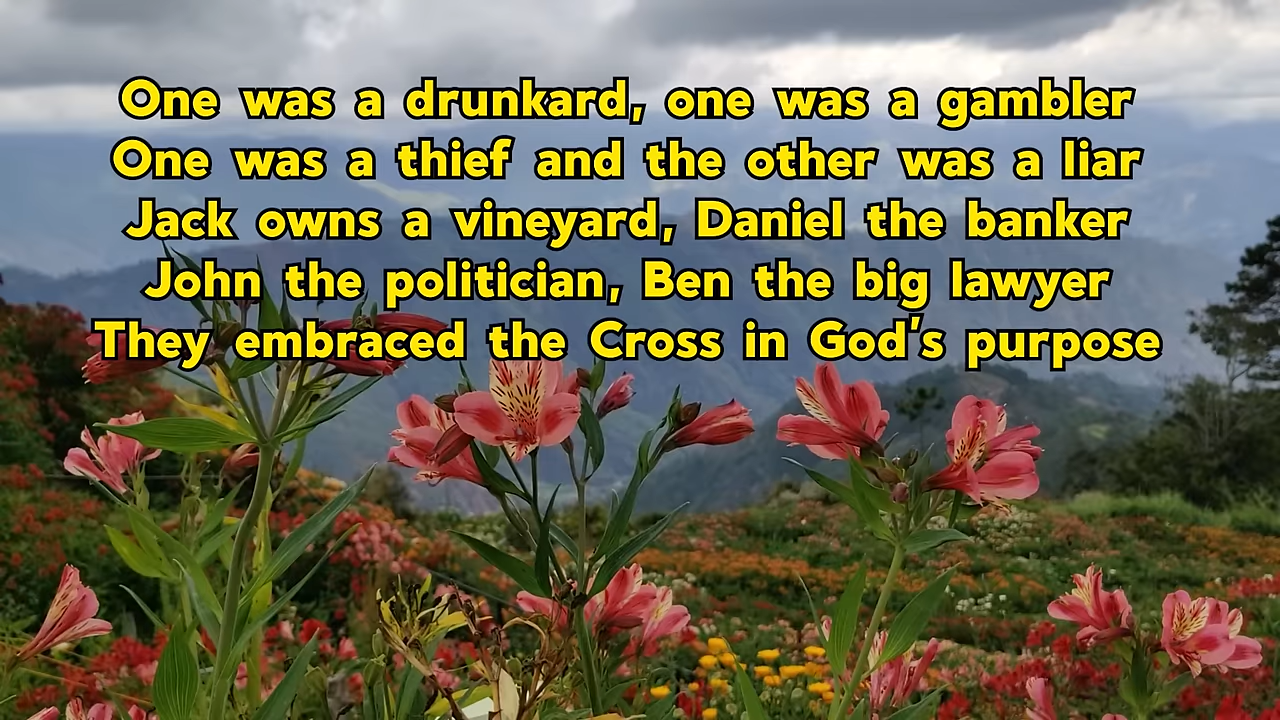 One was a drunkard, one was a gambler
One was a thief and the other was a liar
Jack owns a vineyard, Daniel the banker
John the politician, Ben the big lawyer
They embraced the Cross in God's purpose